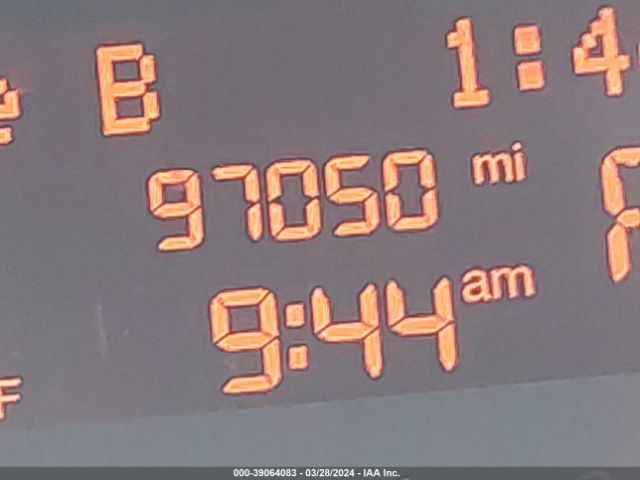 B 1:4
97050 mi
9:44 am
F
000-39064083 - 03/28/2024 - IAA Inc.